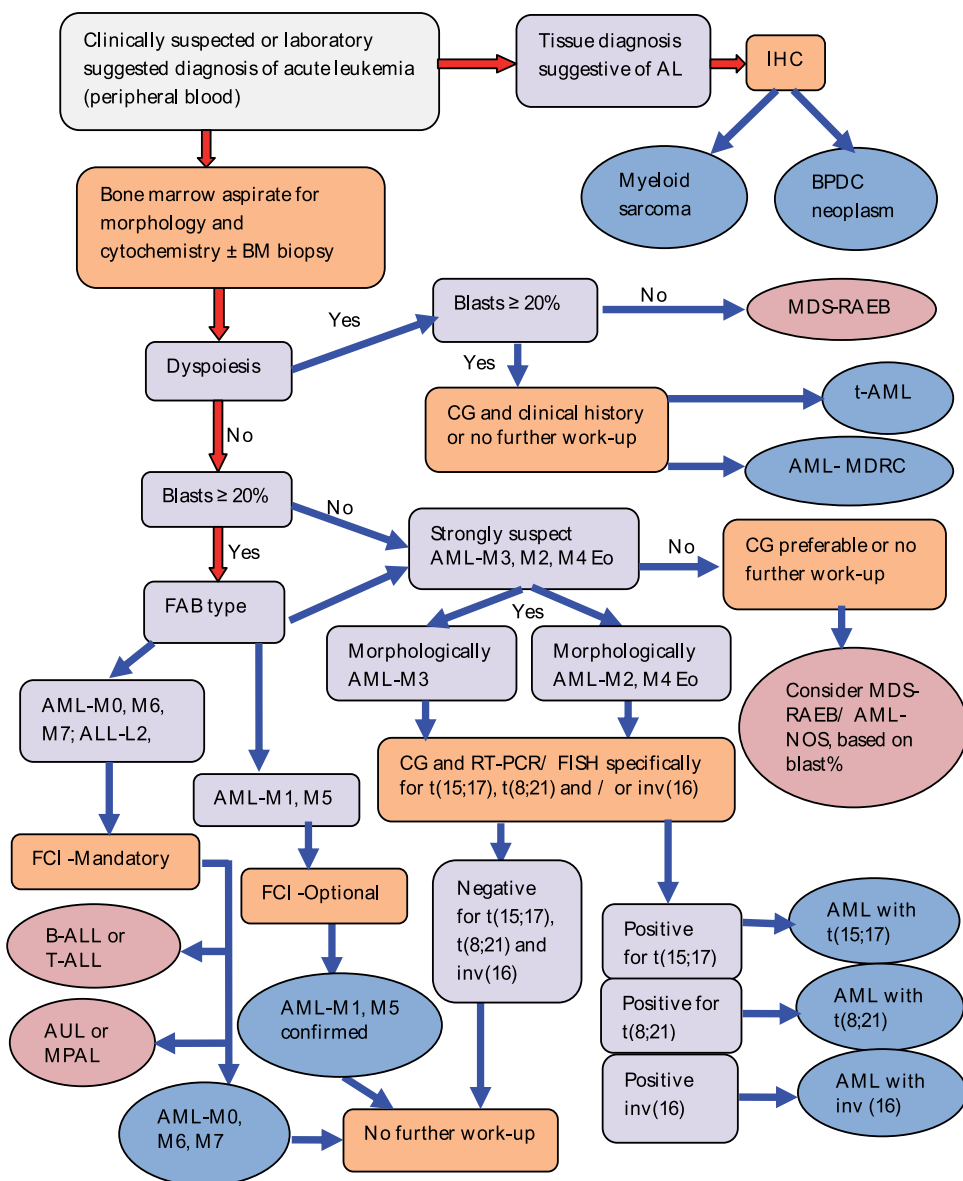 Clinically suspected or laboratory
suggested diagnosis of acute leukemia
(peripheral blood)
Tissue diagnosis
suggestive of AL
IHC
Myeloid
sarcoma
BPDC
neoplasm
Bone marrow aspirate for
morphology and
cytochemistry ± BM biopsy
Yes
Blasts ≥ 20%
No
MDS-RAEB
Dyspoiesis
Yes
CG and clinical history
or no further work-up
t-AML
AML- MDRC
No
Blasts ≥ 20%
No
Strongly suspect
AML-M3, M2, M4 Eo
No
CG preferable or no
further work-up
Yes
FAB type
Yes
Morphologically
AML-M3
Morphologically
AML-M2, M4 Eo
Consider MDS-
RAEB/ AML-
NOS, based on
blast%
AML-M0, M6,
M7; ALL-L2,
AML-M1, M5
CG and RT-PCR/ FISH specifically
for t(15;17), t(8;21) and / or inv(16)
FCI -Mandatory
FCI -Optional
Negative
for t(15;17),
t(8;21) and
inv(16)
B-ALL or
T-ALL
AUL or
MPAL
AML-M1, M5
confirmed
AML-M0,
M6, M7
No further work-up
Positive
for t(15;17)
AML with
t(15;17)
Positive for
t(8;21)
AML with
t(8;21)
Positive
inv(16)
AML with
inv (16)